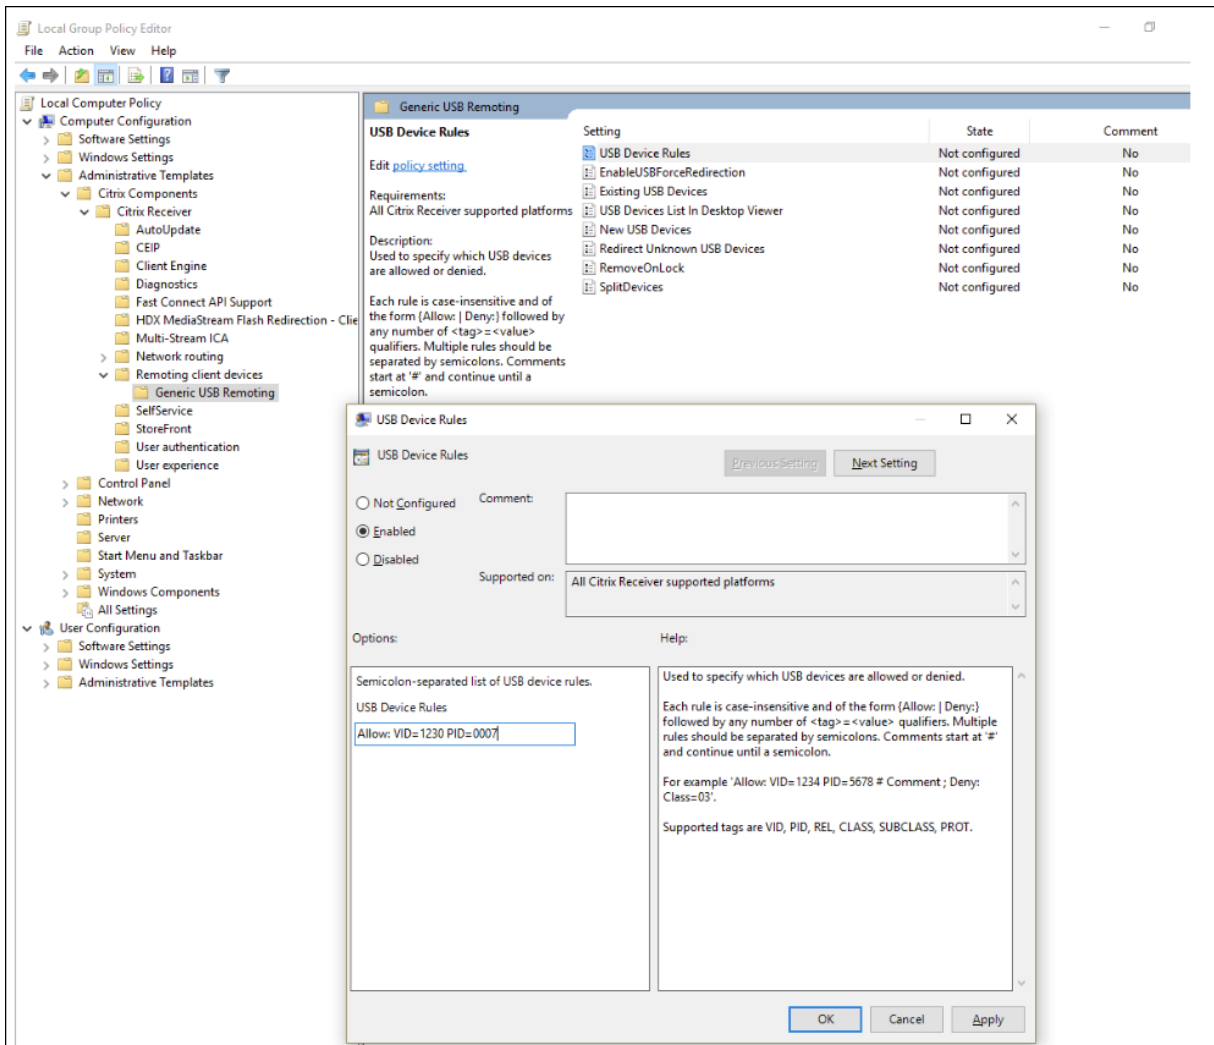 Local Group Policy Editor
File Action View Help
Local Computer Policy
Computer Configuration
Software Settings
Windows Settings
Administrative Templates
Citrix Components
Citrix Receiver
AutoUpdate
CEIP
Client Engine
Diagnostics
Fast Connect API Support
HDX MediaStream Flash Redirection - Clie
Multi-Stream ICA
Network routing
Remoting client devices
Generic USB Remoting
SelfService
StoreFront
User authentication
User experience
Control Panel
Network
Printers
Server
Start Menu and Taskbar
System
Windows Components
All Settings
User Configuration
Software Settings
Windows Settings
Administrative Templates
Generic USB Remoting
USB Device Rules
Edit policy setting
Requirements:
All Citrix Receiver supported platforms
Description:
Used to specify which USB devices
are allowed or denied.
Each rule is case-insensitive and of
the form {Allow: | Deny:} followed by
any number of <tag>=<value>
qualifiers. Multiple rules should be
separated by semicolons. Comments
start at '#' and continue until a
semicolon.
Setting State Comment
USB Device Rules Not configured No
EnableUSBForceRedirection Not configured No
Existing USB Devices Not configured No
USB Devices List In Desktop Viewer Not configured No
New USB Devices Not configured No
Redirect Unknown USB Devices Not configured No
RemoveOnLock Not configured No
SplitDevices Not configured No
USB Device Rules
USB Device Rules
Previous Setting Next Setting
Not Configured
Enabled
Disabled
Comment:
Supported on: All Citrix Receiver supported platforms
Options:
Semicolon-separated list of USB device rules.
USB Device Rules
Allow: VID=1230 PID=0007
Help:
Used to specify which USB devices are allowed or denied.
Each rule is case-insensitive and of the form {Allow: | Deny:}
followed by any number of <tag>=<value> qualifiers. Multiple
rules should be separated by semicolons. Comments start at '#'
and continue until a semicolon.
For example 'Allow: VID=1234 PID=5678 # Comment ; Deny:
Class=03'.
Supported tags are VID, PID, REL, CLASS, SUBCLASS, PROT.
OK Cancel Apply